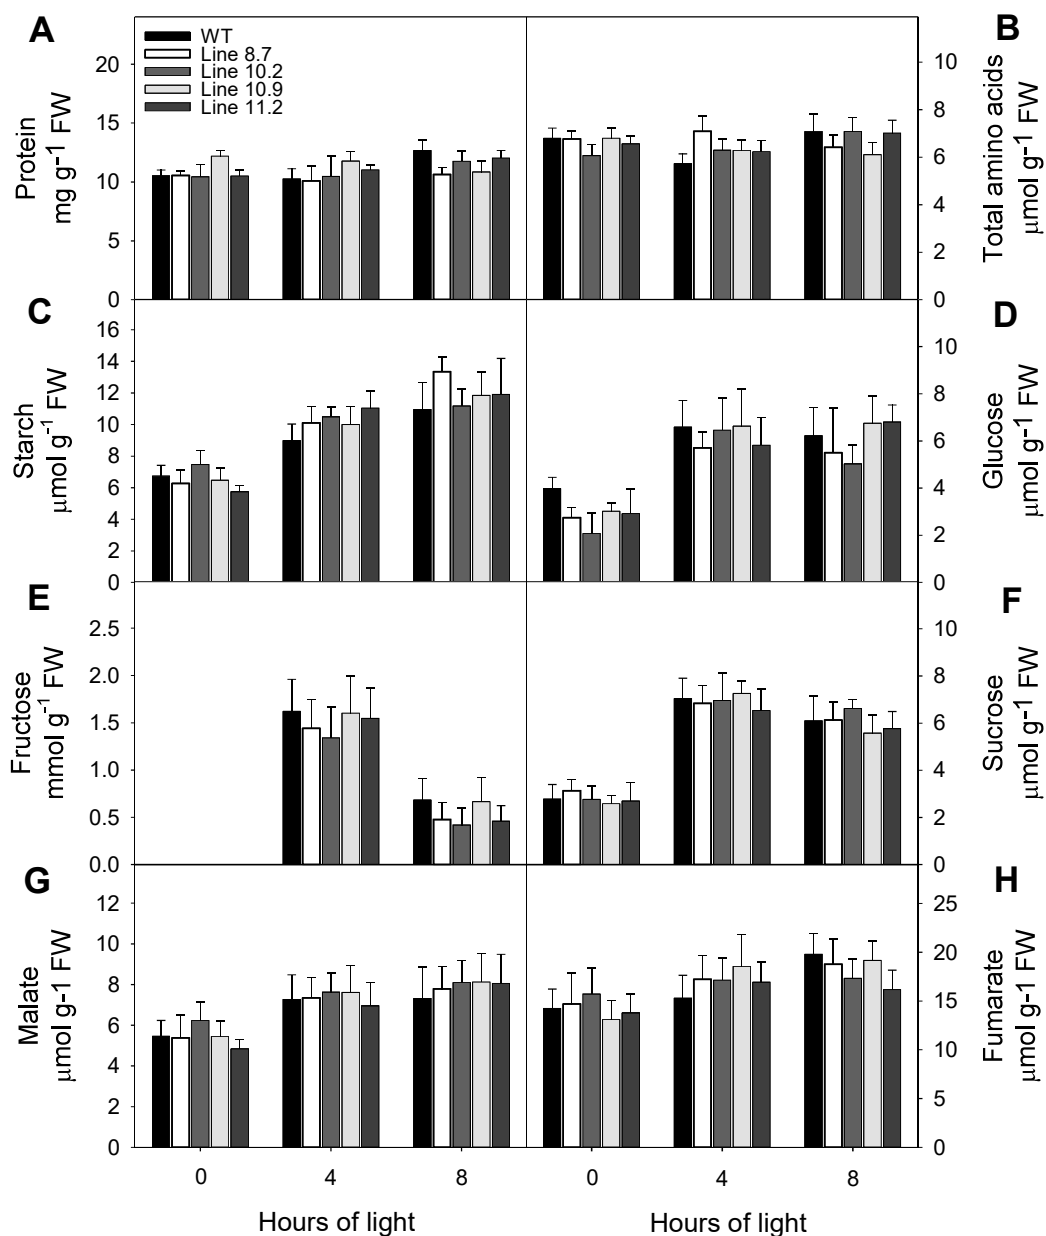 A
B
WT
Line 8.7
Line 10.2
Line 10.9
Line 11.2
Protein
mg g⁻¹ FW
20
15
10
5
0
Total amino acids
μmol g⁻¹ FW
10
8
6
4
2
0
C
D
Starch
μmol g⁻¹ FW
16
14
12
10
8
6
4
2
0
Glucose
μmol g⁻¹ FW
10
8
6
4
2
0
E
F
Fructose
mmol g⁻¹ FW
2.5
2.0
1.5
1.0
0.5
0.0
Sucrose
μmol g⁻¹ FW
10
8
6
4
2
0
G
H
Malate
μmol g-1 FW
12
10
8
6
4
2
0
Fumarate
μmol g-1 FW
25
20
15
10
5
0
0 4 8
0 4 8
Hours of light
Hours of light